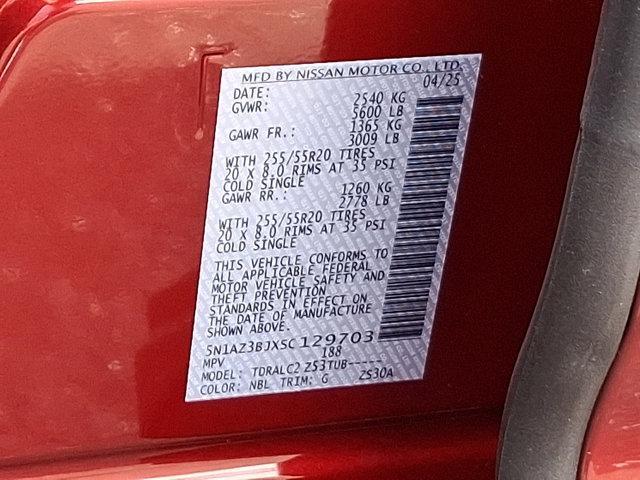 MFD BY NISSAN MOTOR CO., LTD.
DATE: 04/25
GVWR: 2540 KG
5600 LB
GAWR FR.: 1365 KG
3009 LB
WITH 255/55R20 TIRES
20 X 8.0 RIMS AT 35 PSI
COLD SINGLE
GAWR RR.: 1260 KG
2778 LB
WITH 255/55R20 TIRES
20 X 8.0 RIMS AT 35 PSI
COLD SINGLE
THIS VEHICLE CONFORMS TO
ALL APPLICABLE FEDERAL
MOTOR VEHICLE SAFETY AND
THEFT PREVENTION
STANDARDS IN EFFECT ON
THE DATE OF MANUFACTURE
SHOWN ABOVE.
5N1AZ3BJXSC129703
MPV 188
MODEL: TDRALC2 ZS3TUB-----
COLOR: NBL TRIM: G ZS30A